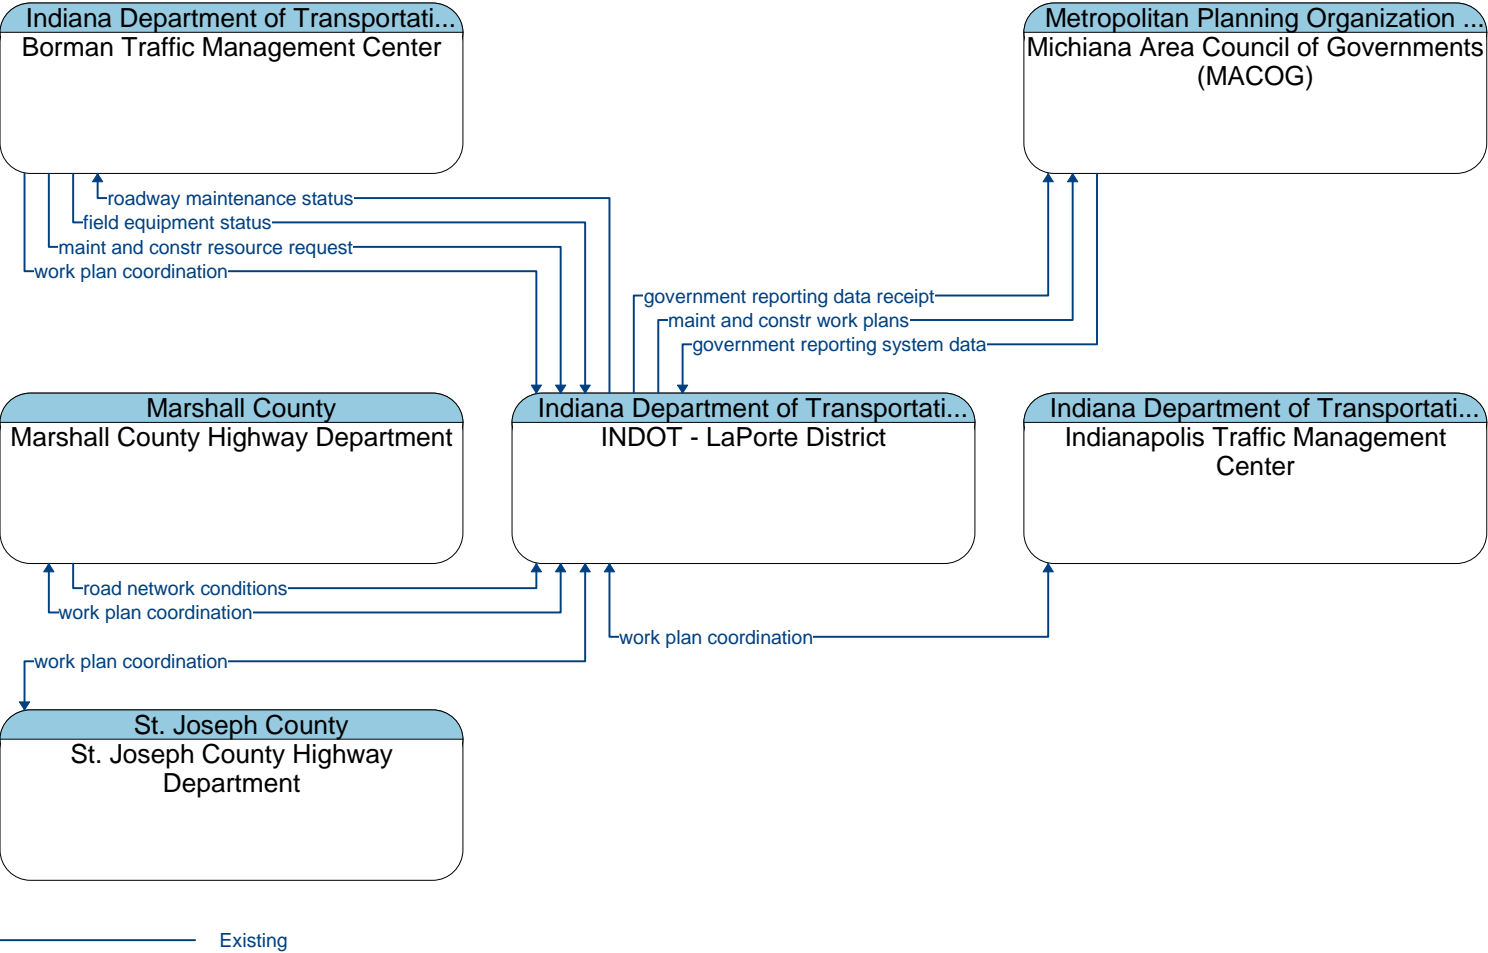 Indiana Department of Transportati...
Borman Traffic Management Center
Metropolitan Planning Organization ...
Michiana Area Council of Governments
(MACOG)
roadway maintenance status
field equipment status
maint and constr resource request
work plan coordination
government reporting data receipt
maint and constr work plans
government reporting system data
Marshall County
Marshall County Highway Department
Indiana Department of Transportati...
INDOT - LaPorte District
Indiana Department of Transportati...
Indianapolis Traffic Management
Center
road network conditions
work plan coordination
work plan coordination
work plan coordination
St. Joseph County
St. Joseph County Highway
Department
Existing